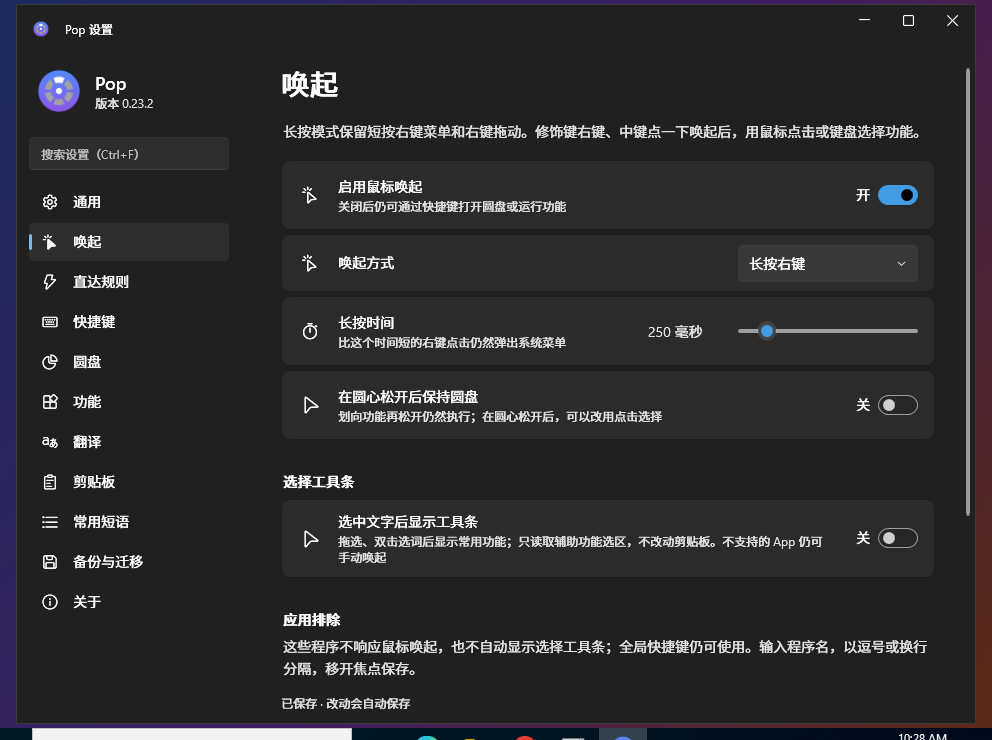 Pop 设置
Pop
版本 0.23.2
搜索设置（Ctrl+F）
通用
唤起
直达规则
快捷键
圆盘
功能
翻译
剪贴板
常用短语
备份与迁移
关于
唤起
长按模式保留短按右键菜单和右键拖动。修饰键右键、中键点一下唤起后，用鼠标点击或键盘选择功能。
启用鼠标唤起
关闭后仍可通过快捷键打开圆盘或运行功能
开
唤起方式
长按右键
长按时间
比这个时间短的右键点击仍然弹出系统菜单
250 毫秒
在圆心松开后保持圆盘
划向功能再松开仍然执行；在圆心松开后，可以改用点击选择
关
选择工具条
选中文字后显示工具条
拖选、双击选词后显示常用功能；只读取辅助功能选区，不改动剪贴板。不支持的 App 仍可
手动唤起
关
应用排除
这些程序不响应鼠标唤起，也不自动显示选择工具条；全局快捷键仍可使用。输入程序名，以逗号或换行
分隔，移开焦点保存。
已保存 · 改动会自动保存
10:28 AM